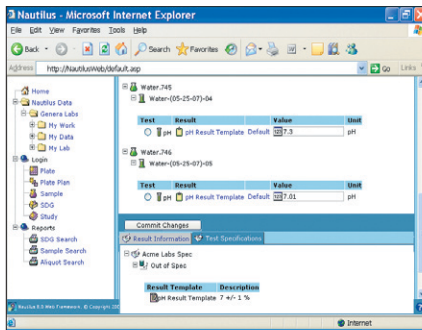 Nautilus - Microsoft Internet Explorer
File Edit View Favorites Tools Help
Back Search Favorites
Address http://NautilusWeb/default.asp Go Links
Home
Nautilus Data
Genera Labs
My Work
My Data
My Lab
Login
Plate
Plate Plan
Sample
SDG
Study
Reports
SDG Search
Sample Search
Aliquot Search
Water.745
Water-(05-25-07)-04
Test Result Value Unit
pH pH Result Template Default 7.3 pH
Water.746
Water-(05-25-07)-05
Test Result Value Unit
pH pH Result Template Default 7.01 pH
Commit Changes
Result Information Test Specifications
Acme Labs Spec
Out of Spec
Result Template Description
pH Result Template 7 +/- 1 %
Internet